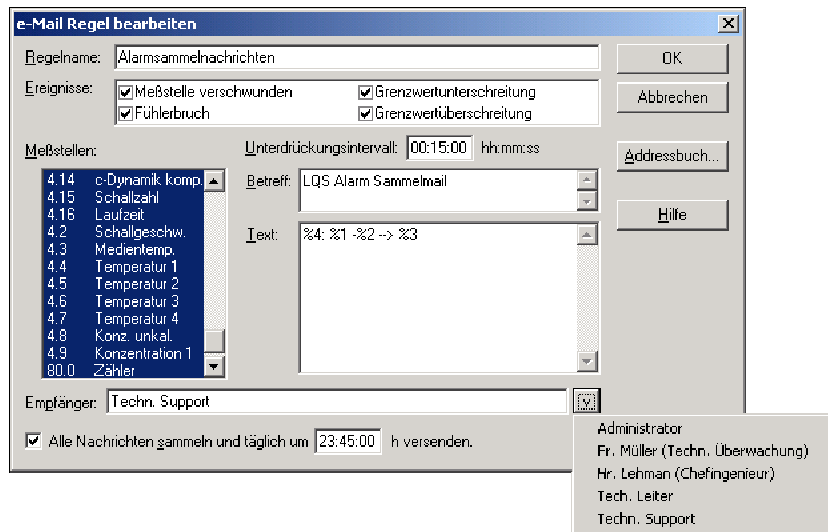 e-Mail Regel bearbeiten
Regelname: Alarmsammelnachrichten
OK
Ereignisse:
Meßstelle verschwunden
Grenzwertunterschreitung
Fühlerbruch
Grenzwertüberschreitung
Abbrechen
Meßstellen:
Unterdrückungsintervall: 00:15:00 hh:mm:ss
Addressbuch...
4.14 c-Dynamik komp.
4.15 Schallzahl
4.16 Laufzeit
4.2 Schallgeschw.
4.3 Medientemp.
4.4 Temperatur 1
4.5 Temperatur 2
4.6 Temperatur 3
4.7 Temperatur 4
4.8 Konz. unkal.
4.9 Konzentration 1
80.0 Zähler
Betreff: LQS Alarm Sammelmail
Hilfe
Text: %4: %1 -%2 --> %3
Empfänger: Techn. Support
Alle Nachrichten sammeln und täglich um 23:45:00 h versenden.
Administrator
Fr. Müller (Techn. Überwachung)
Hr. Lehman (Chefingenieur)
Tech. Leiter
Techn. Support